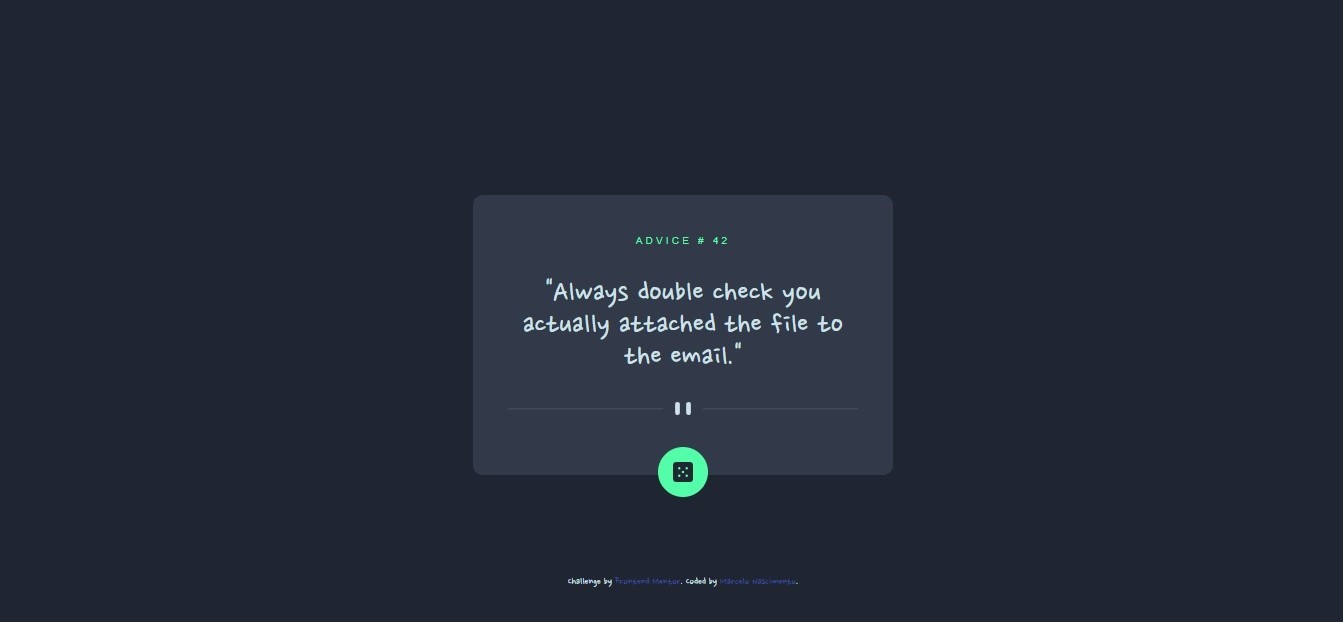 ADVICE # 42
"Always double check you
actually attached the file to
the email."
Challenge by Frontend Mentor. Coded by Marcelo Nascimento.